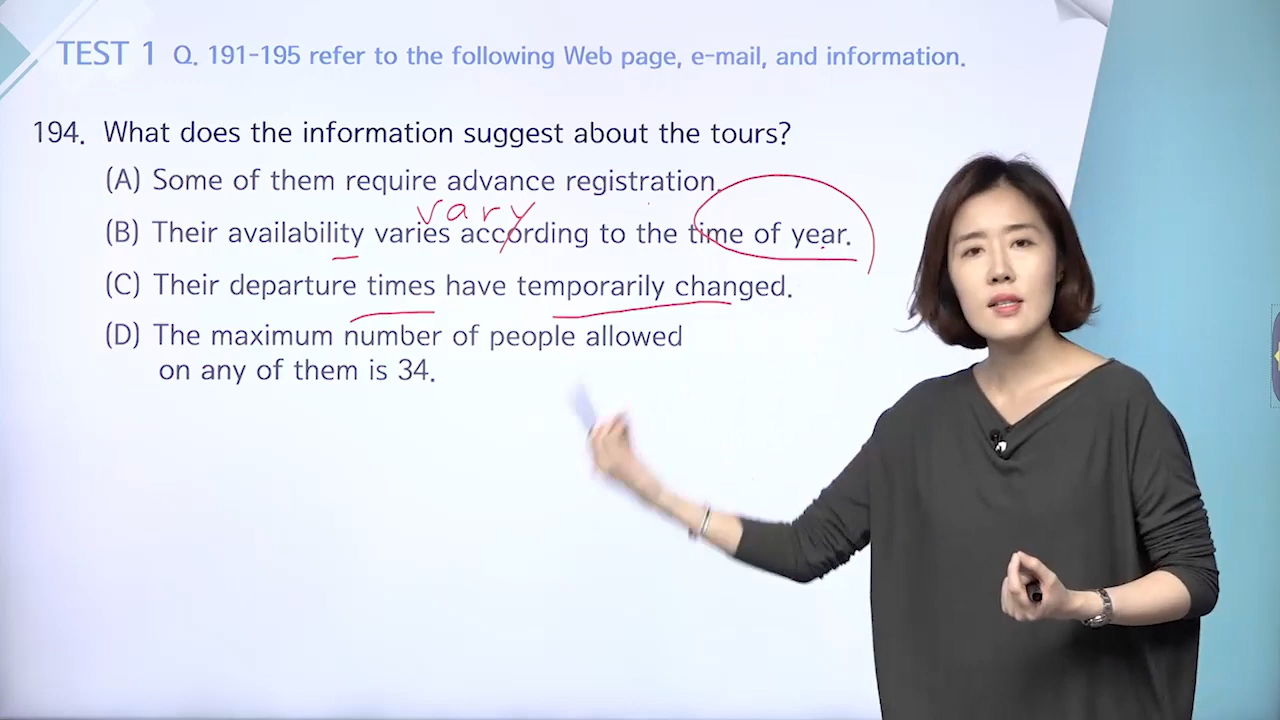 TEST 1 Q. 191-195 refer to the following Web page, e-mail, and information.
194. What does the information suggest about the tours?
(A) Some of them require advance registration.
vary
(B) Their availability varies according to the time of year.
(C) Their departure times have temporarily changed.
(D) The maximum number of people allowed
on any of them is 34.